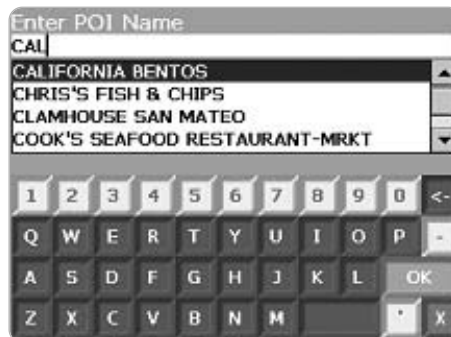 Enter POI Name
CAL
CALIFORNIA BENTOS
CHRIS'S FISH & CHIPS
CLAMHOUSE SAN MATEO
COOK'S SEAFOOD RESTAURANT-MRKT
1 2 3 4 5 6 7 8 9 0 <-
Q W E R T Y U I O P -
A S D F G H J K L OK
Z X C V B N M ' X